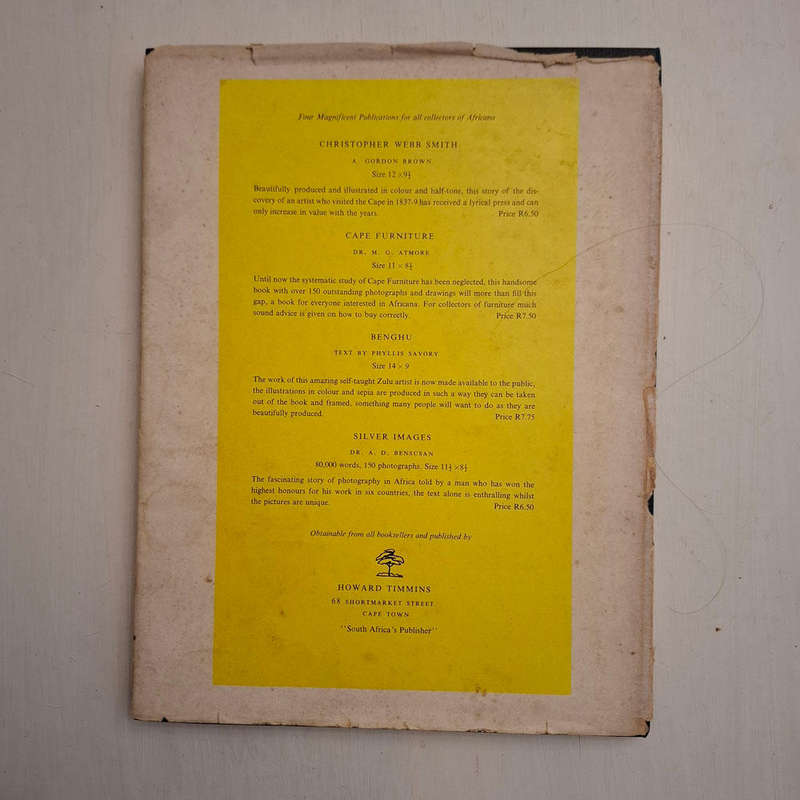 Four Magnificent Publications for all collectors of Africana
CHRISTOPHER WEBB SMITH
A. GORDON BROWN
Size 12 × 9½
Beautifully produced and illustrated in colour and half-tone, this story of the dis-
covery of an artist who visited the Cape in 1837-9 has received a lyrical press and can
only increase in value with the years. Price R6.50
CAPE FURNITURE
DR. M. G. ATMORE
Size 11 × 8½
Until now the systematic study of Cape Furniture has been neglected, this handsome
book with over 150 outstanding photographs and drawings will more than fill this
gap, a book for everyone interested in Africana. For collectors of furniture much
sound advice is given on how to buy correctly. Price R7.50
BENGHU
TEXT BY PHYLLIS SAVORY
Size 14 × 9
The work of this amazing self-taught Zulu artist is now made available to the public,
the illustrations in colour and sepia are produced in such a way they can be taken
out of the book and framed, something many people will want to do as they are
beautifully produced. Price R7.75
SILVER IMAGES
DR. A. D. BENSUSAN
80,000 words, 150 photographs. Size 11½ × 8½
The fascinating story of photography in Africa told by a man who has won the
highest honours for his work in six countries, the text alone is enthralling whilst
the pictures are unique. Price R6.50
Obtainable from all booksellers and published by
HOWARD TIMMINS
68 SHORTMARKET STREET
CAPE TOWN
"South Africa's Publisher"